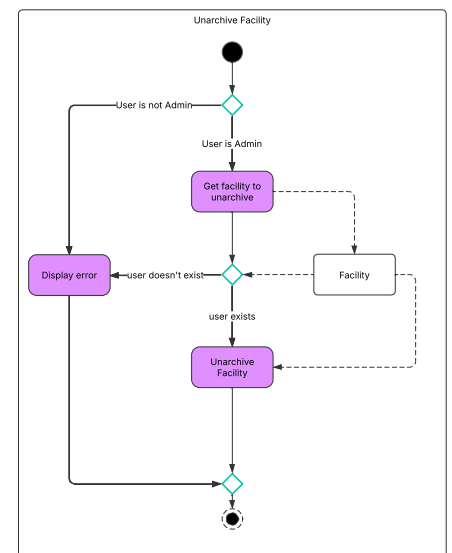 Unarchive Facility
User is not Admin
User is Admin
Get facility to
unarchive
Display error
user doesn't exist
Facility
user exists
Unarchive
Facility